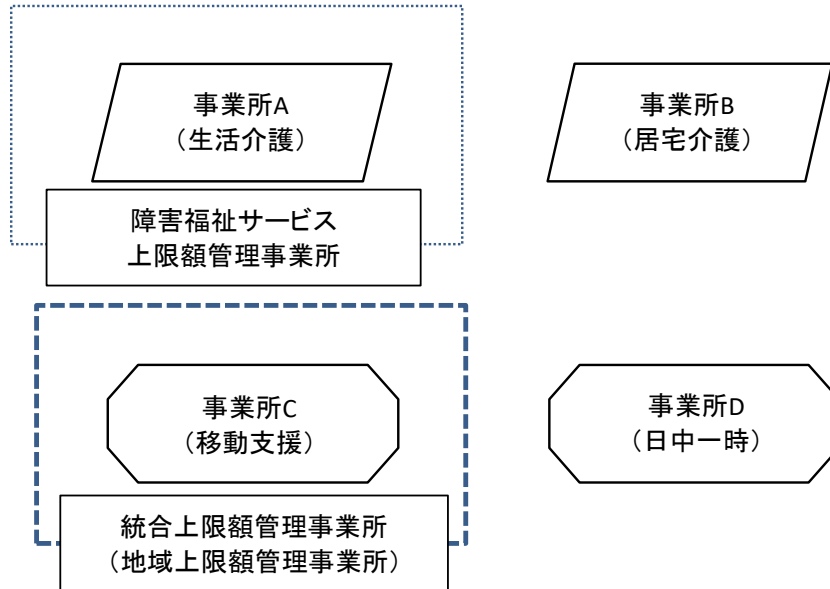 事業所A
（生活介護）
事業所B
（居宅介護）
障害福祉サービス
上限額管理事業所
事業所C
（移動支援）
事業所D
（日中一時）
統合上限額管理事業所
（地域上限額管理事業所）